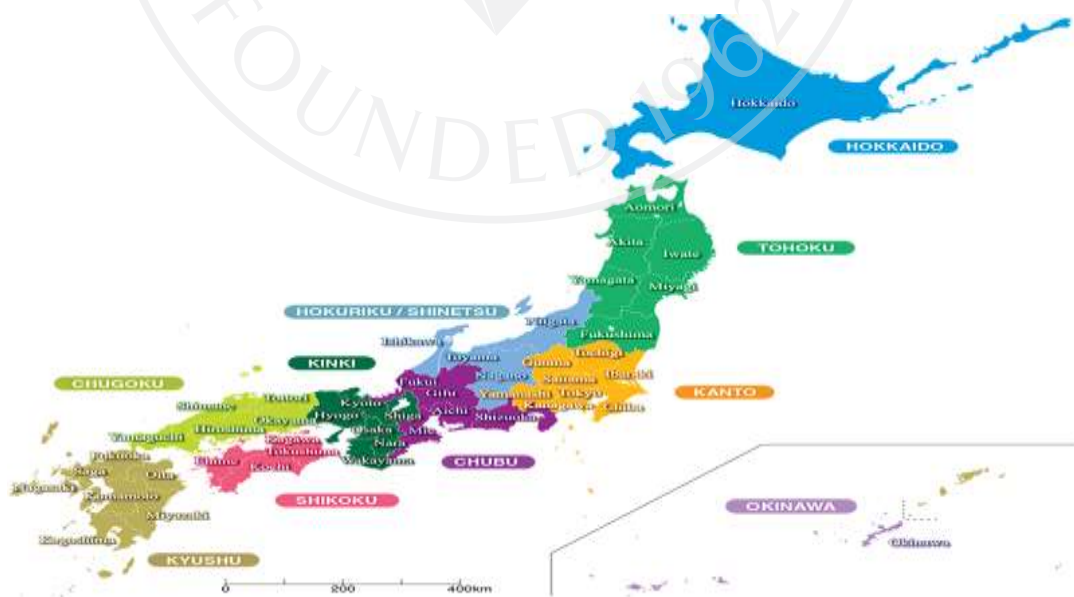 FOUNDED 1962
Hokkaido
HOKKAIDO
Aomori
Akita
Iwate
TOHOKU
Yamagata
Miyagi
HOKURIKU / SHINETSU
Niigata
Fukushima
Ishikawa
Toyama
Tochigi
Gunma
KINKI
Fukui
Nagano
Saitama
Ibaraki
CHUGOKU
Gifu
Yamanashi
Tokyo
KANTO
Tottori
Kyoto
Kanagawa
Chiba
Shimane
Hyogo
Shiga
Aichi
Shizuoka
Okayama
Hiroshima
Osaka
Mie
Yamaguchi
Kagawa
Nara
Tokushima
Fukuoka
Ehime
Kochi
Wakayama
CHUBU
Saga
Oita
Nagasaki
Kumamoto
SHIKOKU
OKINAWA
Miyazaki
Kagoshima
Okinawa
KYUSHU
0 200 400km